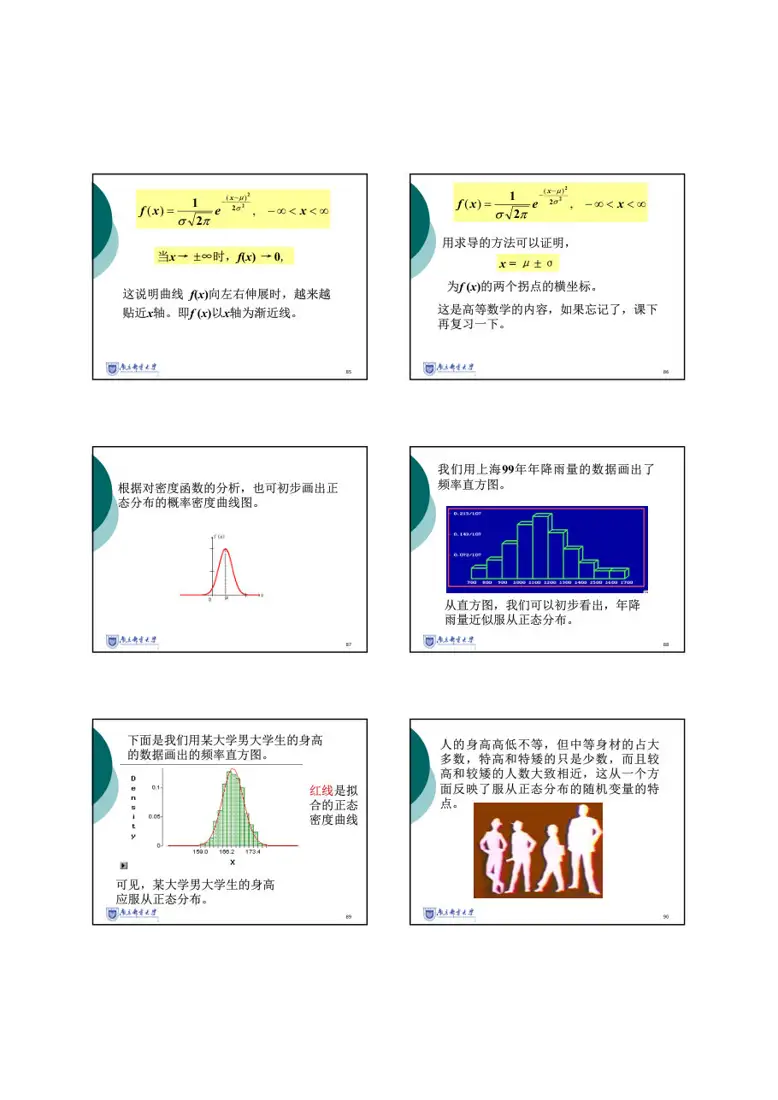 f(x) = 1/(σ√2π) e^(−(x−μ)²/(2σ²)), −∞ < x < ∞
当x→ ±∞时，f(x) → 0,
这说明曲线 f(x)向左右伸展时，越来越
贴近x轴。即f (x)以x轴为渐近线。
85
f(x) = 1/(σ√2π) e^(−(x−μ)²/(2σ²)), −∞ < x < ∞
用求导的方法可以证明，
x = μ ± σ
为f (x)的两个拐点的横坐标。
这是高等数学的内容，如果忘记了，课下
再复习一下。
86
根据对密度函数的分析，也可初步画出正
态分布的概率密度曲线图。
f (x)
0 μ x
87
我们用上海99年年降雨量的数据画出了
频率直方图。
700 800 900 1000 1100 1200 1300 1400 1500 1600 1700
从直方图，我们可以初步看出，年降
雨量近似服从正态分布。
88
下面是我们用某大学男大学生的身高
的数据画出的频率直方图。
Density
0.1
0.05
0
159.0 166.2 173.4
X
红线是拟
合的正态
密度曲线
可见，某大学男大学生的身高
应服从正态分布。
89
人的身高高低不等，但中等身材的占大
多数，特高和特矮的只是少数，而且较
高和较矮的人数大致相近，这从一个方
面反映了服从正态分布的随机变量的特
点。
90